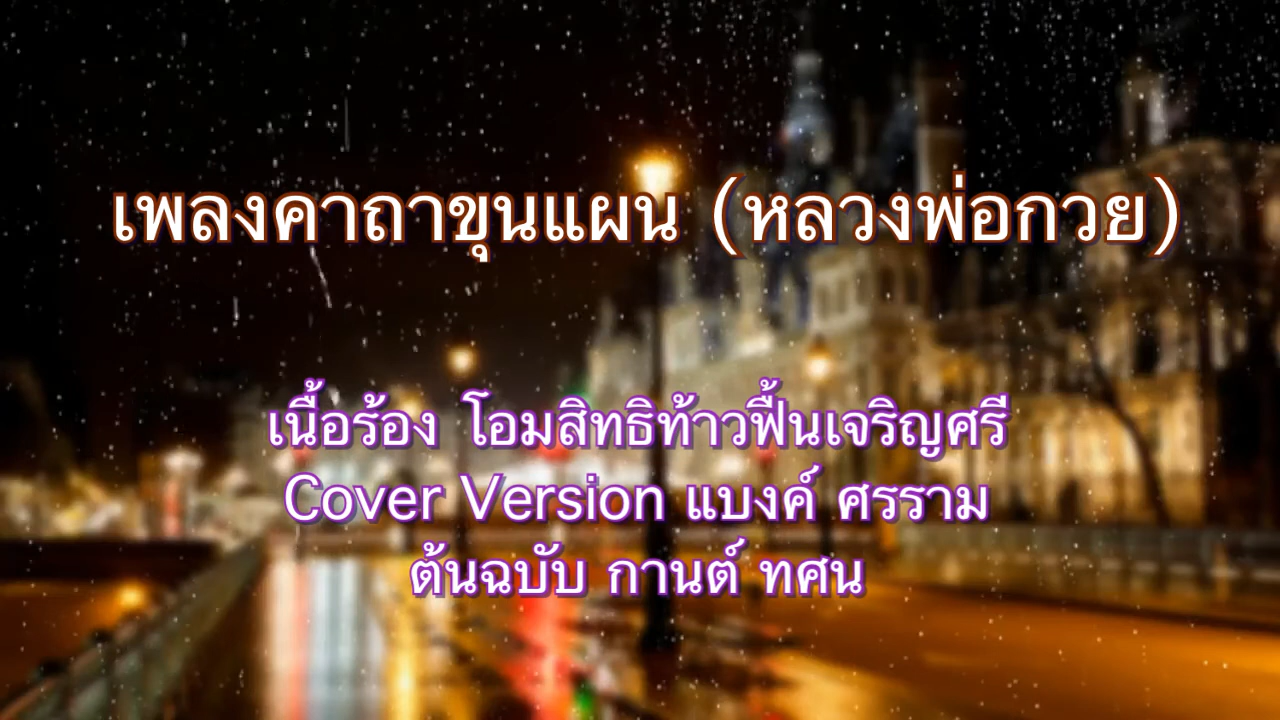 เพลงคาถาขุนแผน (หลวงพ่อกวย)
เนื้อร้อง โอมสิทธิท้าวฟื้นเจริญศรี
Cover Version แบงค์ ศรราม
ต้นฉบับ กานต์ ทศน